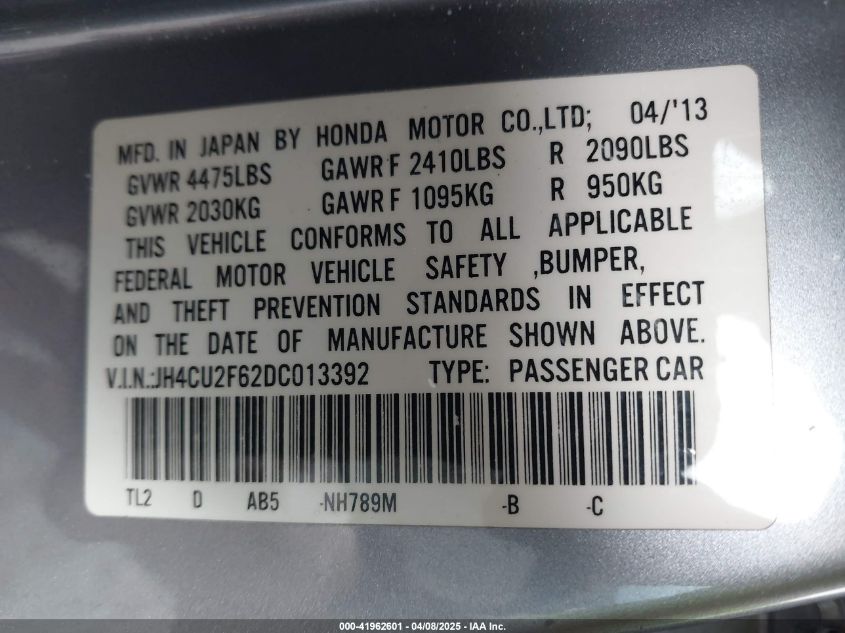 MFD. IN JAPAN BY HONDA MOTOR CO.,LTD; 04/'13
GVWR 4475LBS GAWR F 2410LBS R 2090LBS
GVWR 2030KG GAWR F 1095KG R 950KG
THIS VEHICLE CONFORMS TO ALL APPLICABLE
FEDERAL MOTOR VEHICLE SAFETY ,BUMPER,
AND THEFT PREVENTION STANDARDS IN EFFECT
ON THE DATE OF MANUFACTURE SHOWN ABOVE.
V.I.N.:JH4CU2F62DC013392 TYPE: PASSENGER CAR
TL2 D AB5 -NH789M -B -C
000-41962601 - 04/08/2025 - IAA Inc.